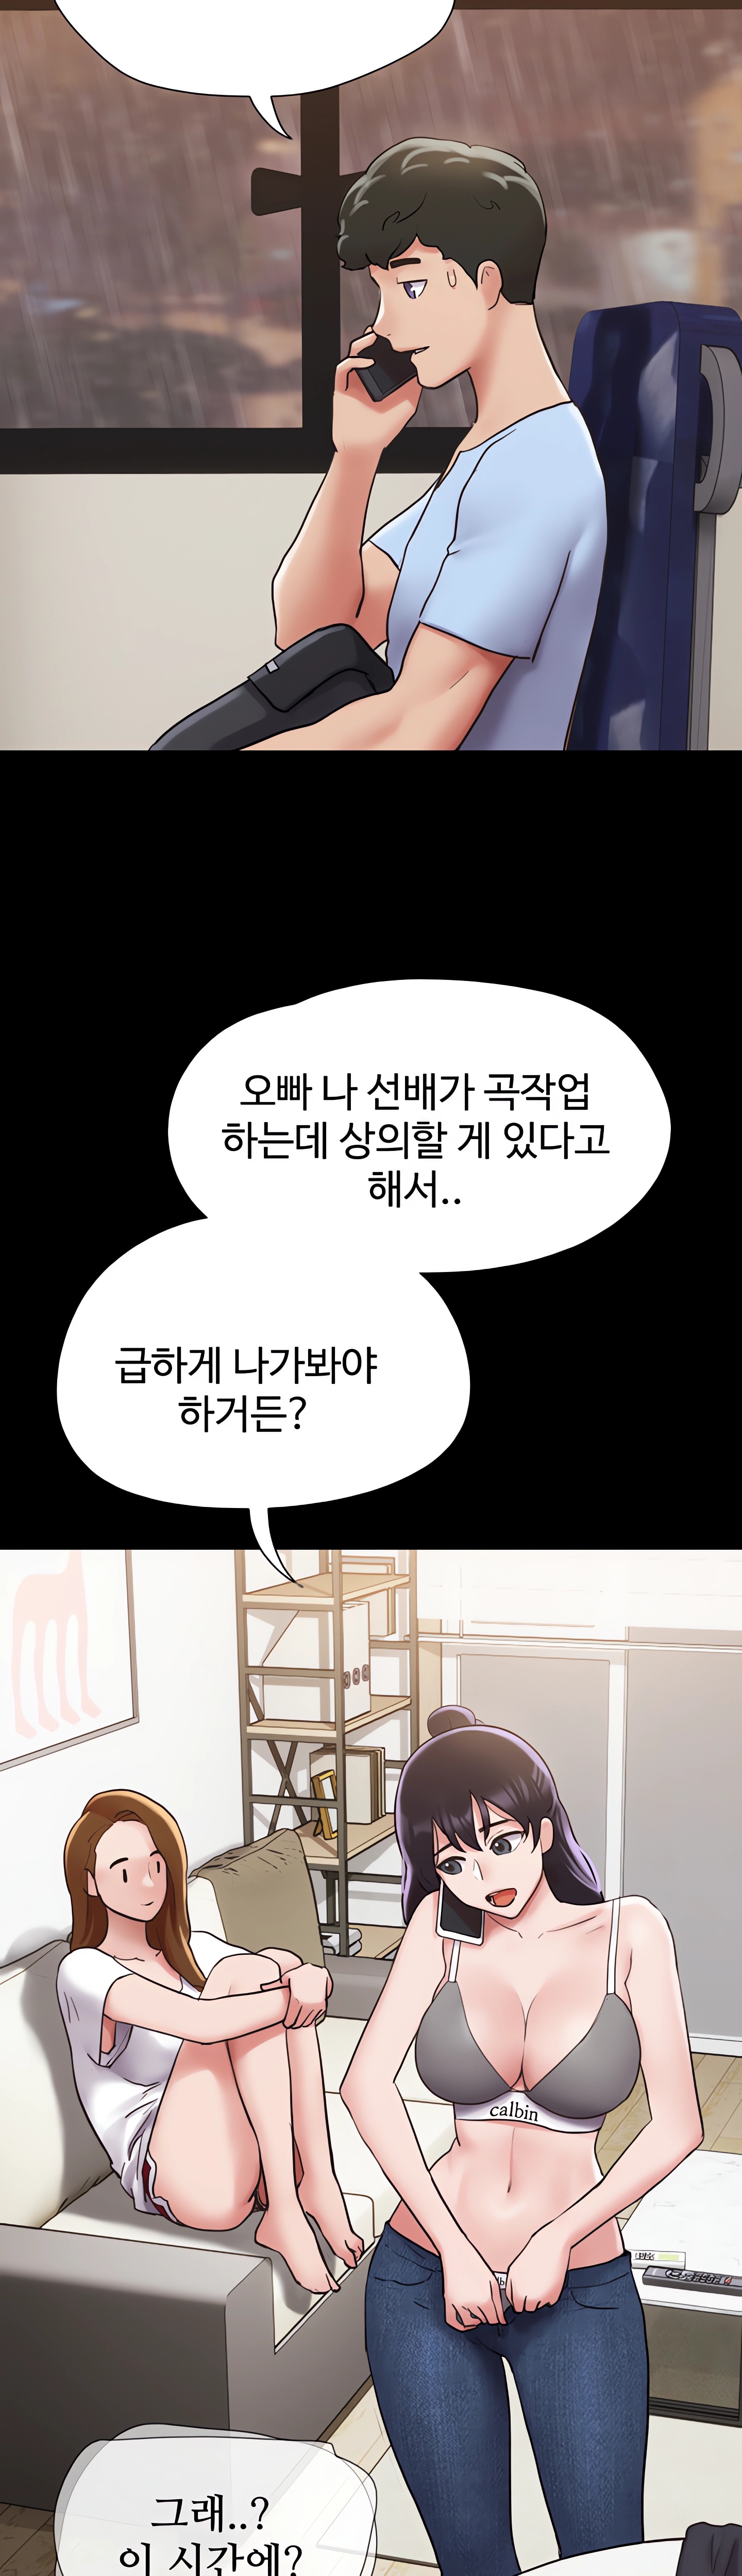 오빠 나 선배가 곡작업
하는데 상의할 게 있다고
해서..
급하게 나가봐야
하거든?
calbin
그래..?
이 시간에?